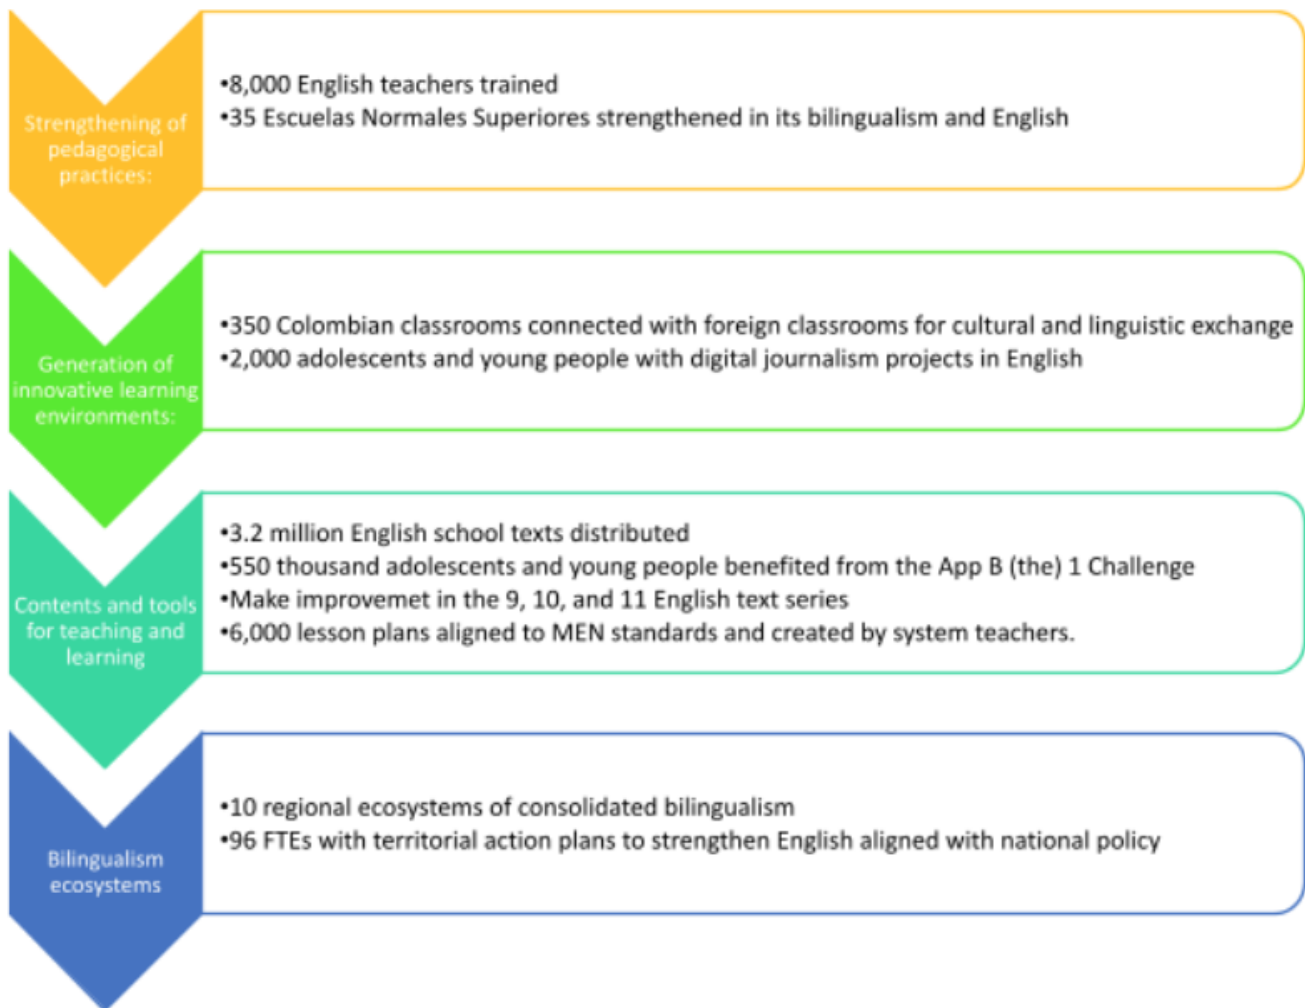 Strengthening of
pedagogical
practices:
•8,000 English teachers trained
•35 Escuelas Normales Superiores strengthened in its bilingualism and English
Generation of
innovative learning
environments:
•350 Colombian classrooms connected with foreign classrooms for cultural and linguistic exchange
•2,000 adolescents and young people with digital journalism projects in English
Contents and tools
for teaching and
learning
•3.2 million English school texts distributed
•550 thousand adolescents and young people benefited from the App B (the) 1 Challenge
•Make improvemet in the 9, 10, and 11 English text series
•6,000 lesson plans aligned to MEN standards and created by system teachers.
Bilingualism
ecosystems
•10 regional ecosystems of consolidated bilingualism
•96 FTEs with territorial action plans to strengthen English aligned with national policy